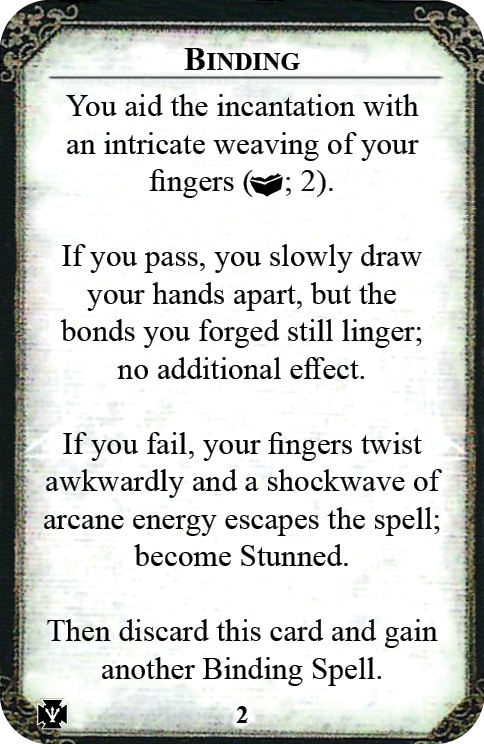 BINDING
You aid the incantation with
an intricate weaving of your
fingers ( ; 2).
If you pass, you slowly draw
your hands apart, but the
bonds you forged still linger;
no additional effect.
If you fail, your fingers twist
awkwardly and a shockwave of
arcane energy escapes the spell;
become Stunned.
Then discard this card and gain
another Binding Spell.
2